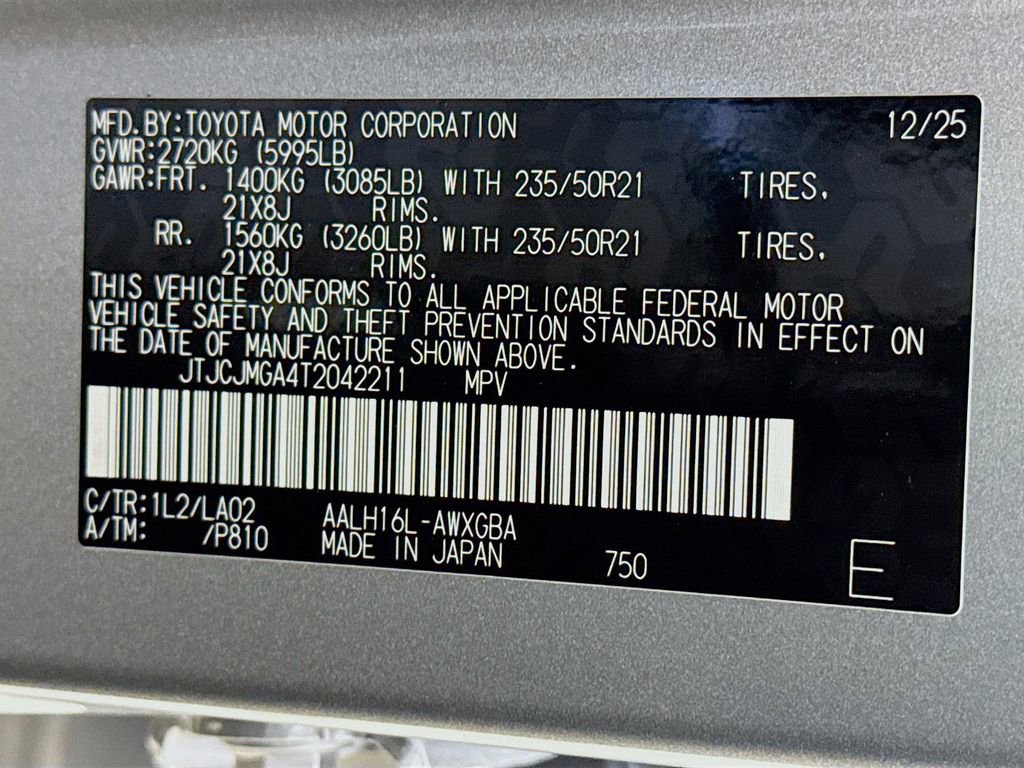 MFD.BY:TOYOTA MOTOR CORPORATION 12/25
GVWR:2720KG (5995LB)
GAWR:FRT. 1400KG (3085LB) WITH 235/50R21 TIRES,
21X8J RIMS.
RR. 1560KG (3260LB) WITH 235/50R21 TIRES,
21X8J RIMS.
THIS VEHICLE CONFORMS TO ALL APPLICABLE FEDERAL MOTOR
VEHICLE SAFETY AND THEFT PREVENTION STANDARDS IN EFFECT ON
THE DATE OF MANUFACTURE SHOWN ABOVE.
JTJCJMGA4T2042211 MPV
C/TR:1L2/LA02 AALH16L-AWXGBA
A/TM: /P810 MADE IN JAPAN 750 E